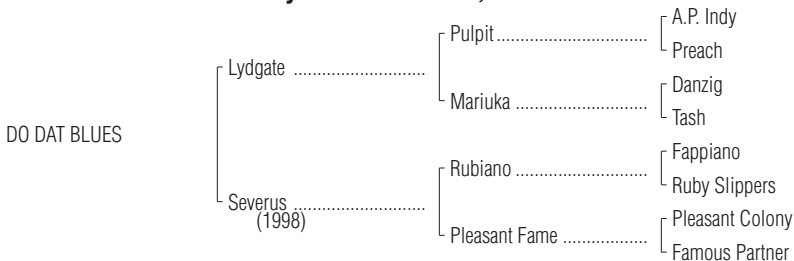 A.P. Indy
Pulpit
Preach
Lydgate
Danzig
Mariuka
Tash
DO DAT BLUES
Fappiano
Rubiano
Ruby Slippers
Severus
(1998)
Pleasant Colony
Pleasant Fame
Famous Partner